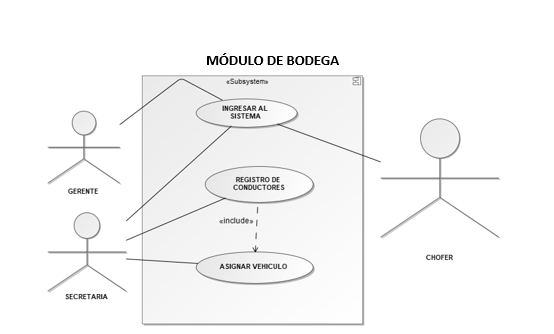 MÓDULO DE BODEGA
«Subsystem»
INGRESAR AL
SISTEMA
GERENTE
REGISTRO DE
CONDUCTORES
«include»
CHOFER
ASIGNAR VEHICULO
SECRETARIA